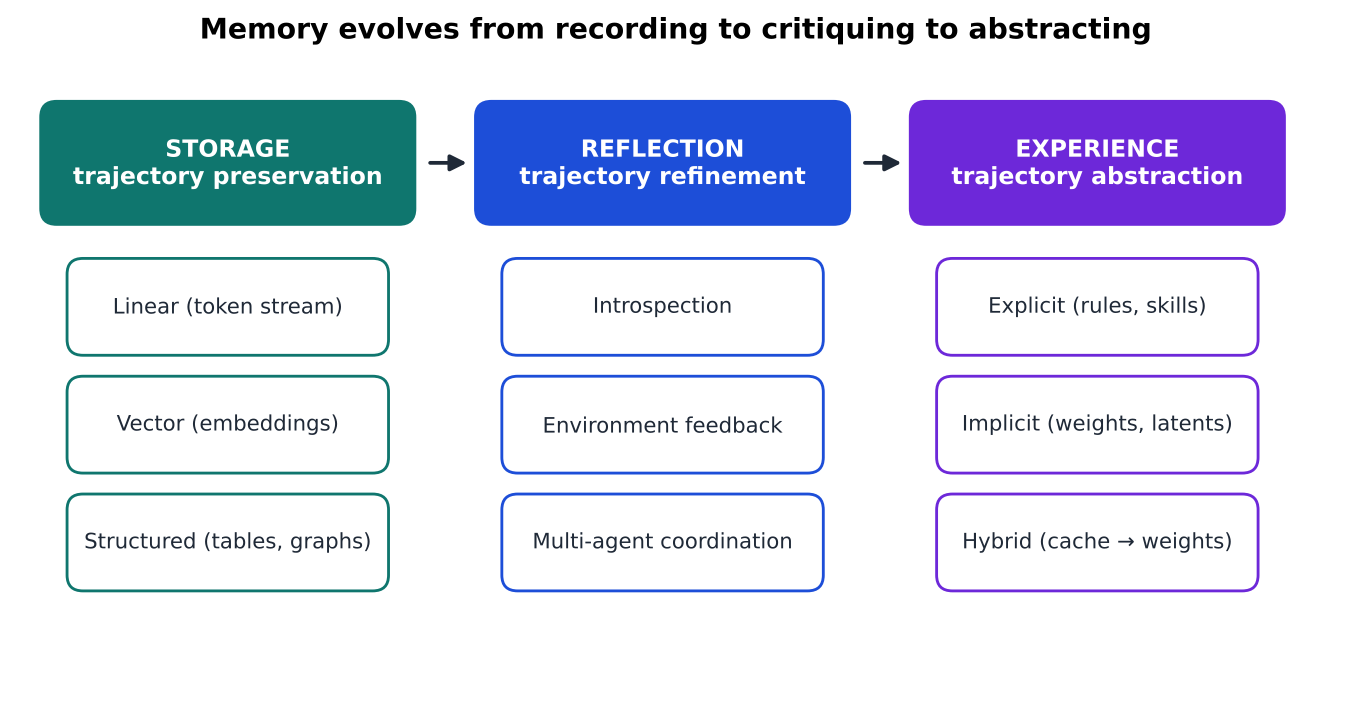 Memory evolves from recording to critiquing to abstracting
STORAGE
trajectory preservation
REFLECTION
trajectory refinement
EXPERIENCE
trajectory abstraction
Linear (token stream)
Vector (embeddings)
Structured (tables, graphs)
Introspection
Environment feedback
Multi-agent coordination
Explicit (rules, skills)
Implicit (weights, latents)
Hybrid (cache → weights)